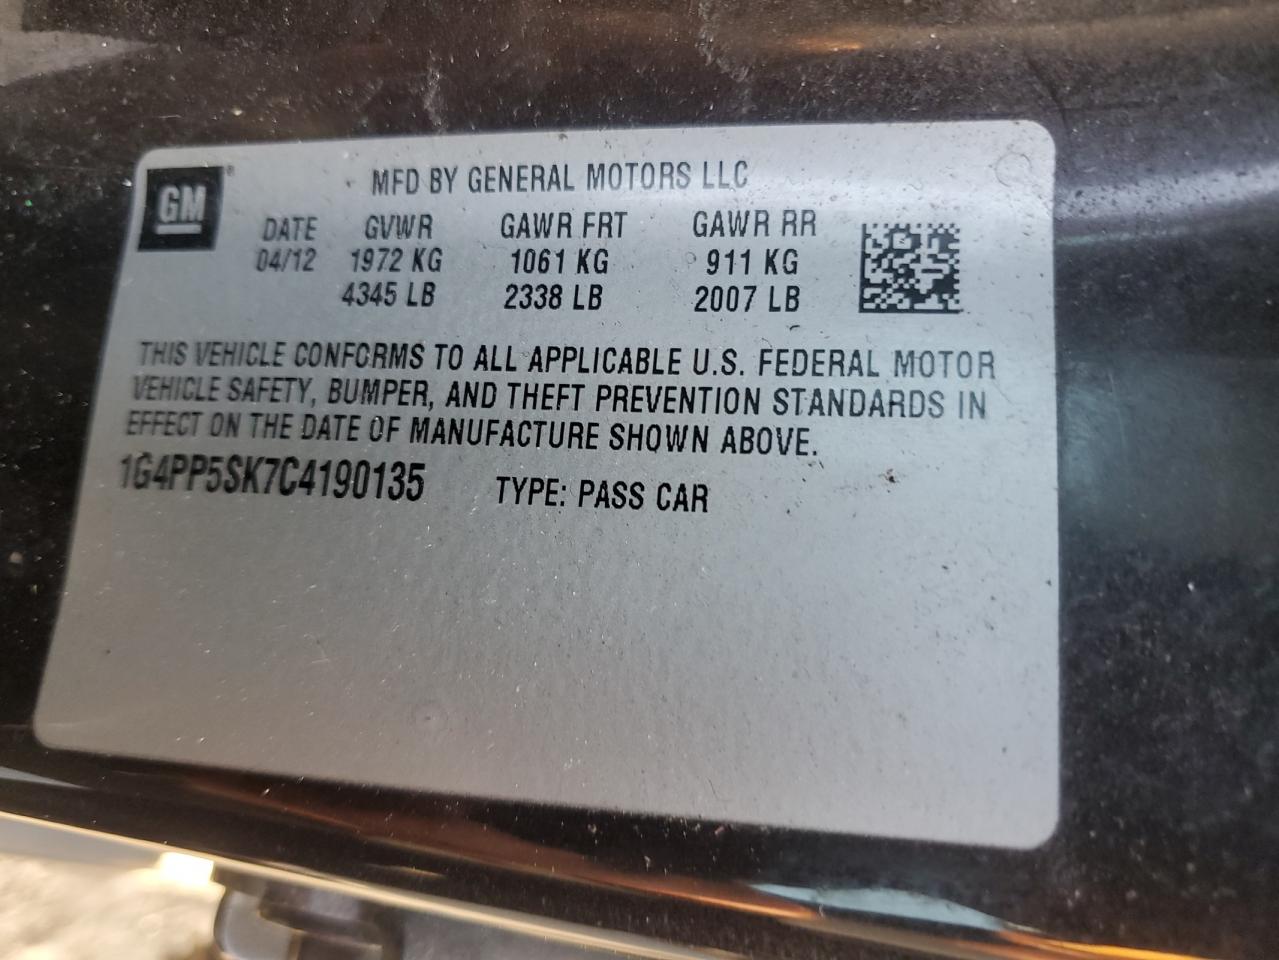 GM
MFD BY GENERAL MOTORS LLC
DATE GVWR GAWR FRT GAWR RR
04/12 1972 KG 1061 KG 911 KG
4345 LB 2338 LB 2007 LB
THIS VEHICLE CONFORMS TO ALL APPLICABLE U.S. FEDERAL MOTOR
VEHICLE SAFETY, BUMPER, AND THEFT PREVENTION STANDARDS IN
EFFECT ON THE DATE OF MANUFACTURE SHOWN ABOVE.
1G4PP5SK7C4190135 TYPE: PASS CAR